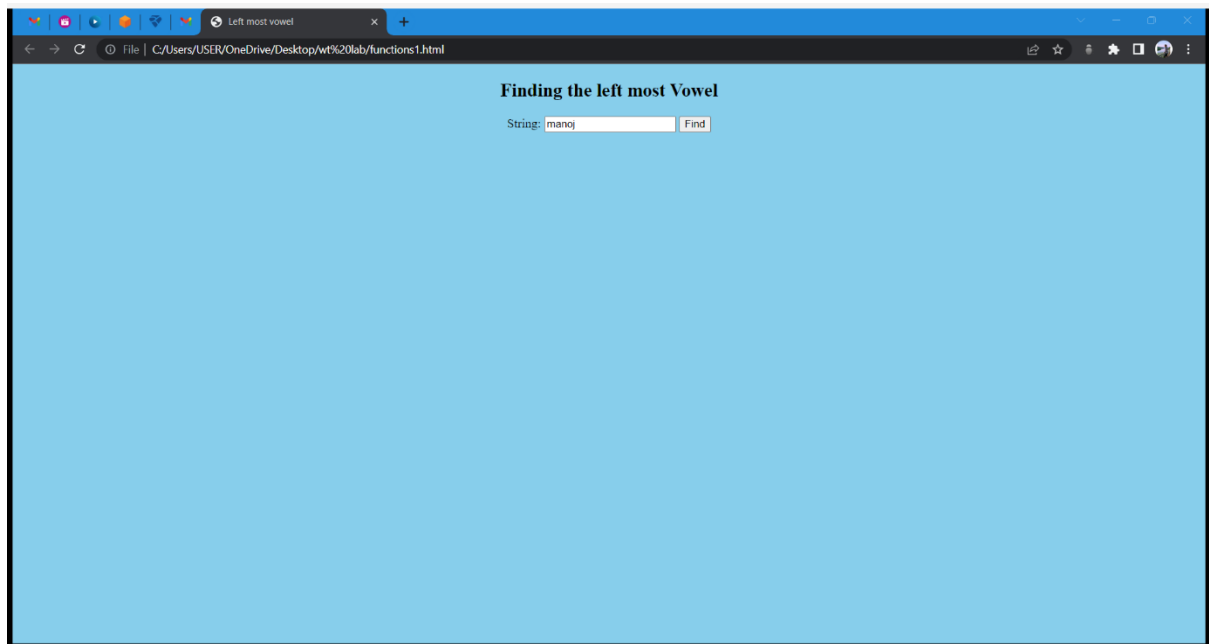 Left most vowel
File | C:/Users/USER/OneDrive/Desktop/wt%20lab/functions1.html
Finding the left most Vowel
String: manoj Find